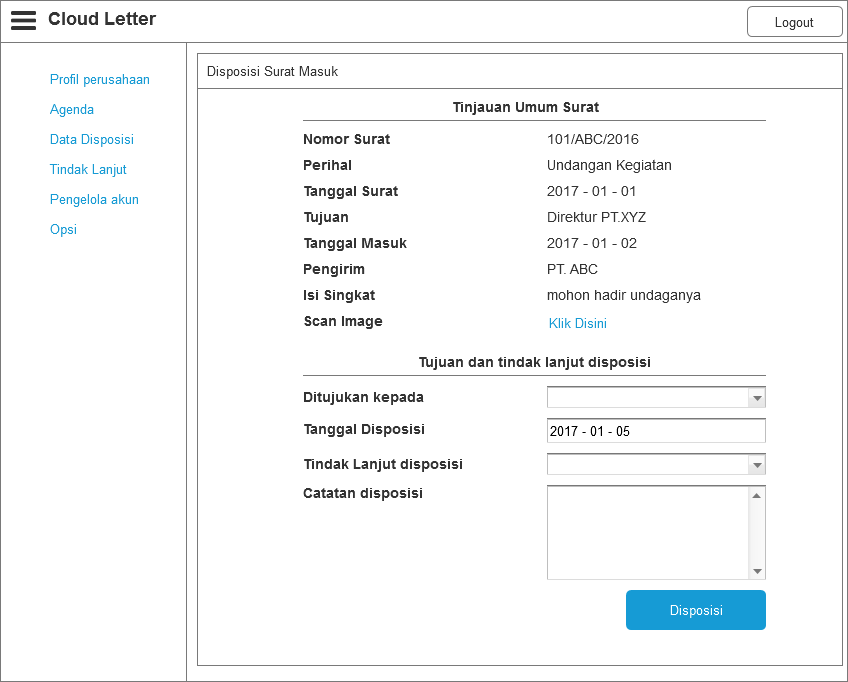 Cloud Letter
Logout
Profil perusahaan
Agenda
Data Disposisi
Tindak Lanjut
Pengelola akun
Opsi
Disposisi Surat Masuk
Tinjauan Umum Surat
Nomor Surat 101/ABC/2016
Perihal Undangan Kegiatan
Tanggal Surat 2017 - 01 - 01
Tujuan Direktur PT.XYZ
Tanggal Masuk 2017 - 01 - 02
Pengirim PT. ABC
Isi Singkat mohon hadir undaganya
Scan Image Klik Disini
Tujuan dan tindak lanjut disposisi
Ditujukan kepada
Tanggal Disposisi 2017 - 01 - 05
Tindak Lanjut disposisi
Catatan disposisi
Disposisi